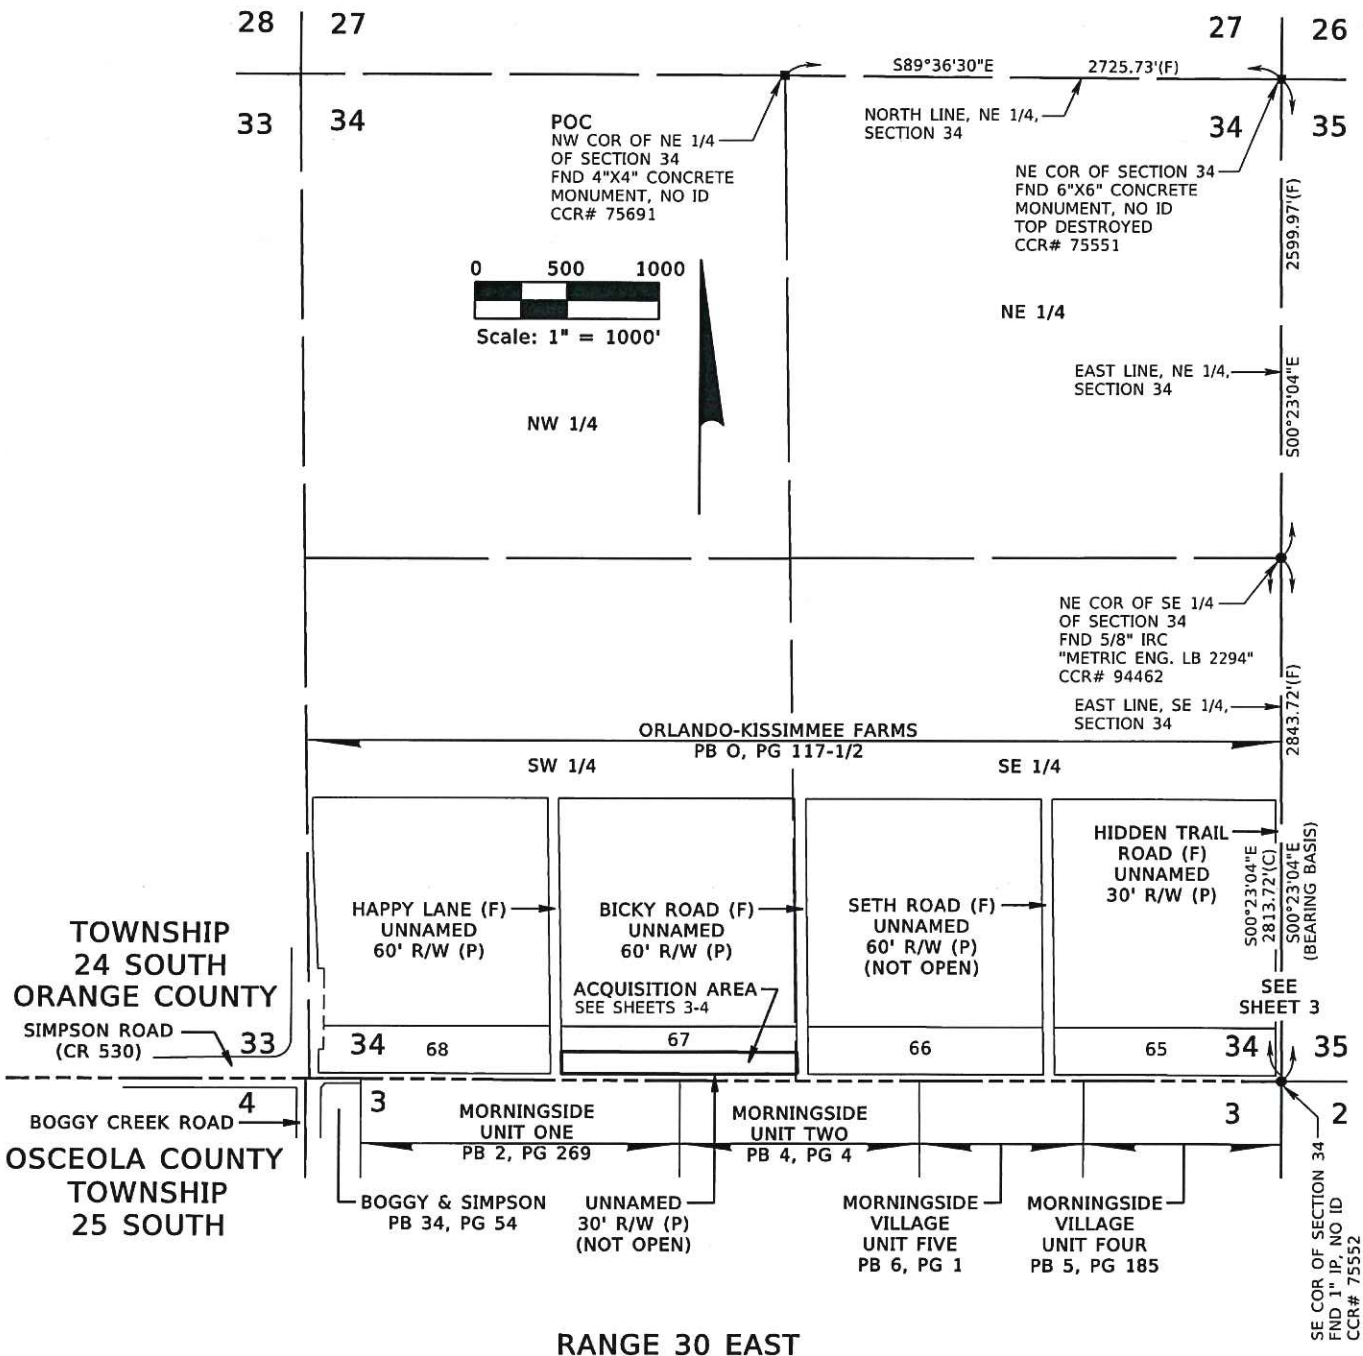 28 27
27 26
33 34
34 35
S89°36'30"E 2725.73'(F)
POC
NW COR OF NE 1/4
OF SECTION 34
FND 4"X4" CONCRETE
MONUMENT, NO ID
CCR# 75691
NORTH LINE, NE 1/4,
SECTION 34
NE COR OF SECTION 34
FND 6"X6" CONCRETE
MONUMENT, NO ID
TOP DESTROYED
CCR# 75551
2599.97'(F)
S00°23'04"E
0 500 1000
Scale: 1" = 1000'
NE 1/4
EAST LINE, NE 1/4,
SECTION 34
NW 1/4
NE COR OF SE 1/4
OF SECTION 34
FND 5/8" IRC
"METRIC ENG. LB 2294"
CCR# 94462
EAST LINE, SE 1/4,
SECTION 34
2843.72'(F)
S00°23'04"E
(BEARING BASIS)
S00°23'04"E
2813.72'(C)
ORLANDO-KISSIMMEE FARMS
PB O, PG 117-1/2
SW 1/4
SE 1/4
HIDDEN TRAIL
ROAD (F)
UNNAMED
30' R/W (P)
HAPPY LANE (F)
UNNAMED
60' R/W (P)
BICKY ROAD (F)
UNNAMED
60' R/W (P)
SETH ROAD (F)
UNNAMED
60' R/W (P)
(NOT OPEN)
ACQUISITION AREA
SEE SHEETS 3-4
SEE
SHEET 3
TOWNSHIP
24 SOUTH
ORANGE COUNTY
SIMPSON ROAD
(CR 530)
33 34 68 67 66 65 34 35
4 3 3 2
BOGGY CREEK ROAD
OSCEOLA COUNTY
TOWNSHIP
25 SOUTH
MORNINGSIDE
UNIT ONE
PB 2, PG 269
MORNINGSIDE
UNIT TWO
PB 4, PG 4
BOGGY & SIMPSON
PB 34, PG 54
UNNAMED
30' R/W (P)
(NOT OPEN)
MORNINGSIDE
VILLAGE
UNIT FIVE
PB 6, PG 1
MORNINGSIDE
VILLAGE
UNIT FOUR
PB 5, PG 185
SE COR OF SECTION 34
FND 1" IP, NO ID
CCR# 75552
RANGE 30 EAST